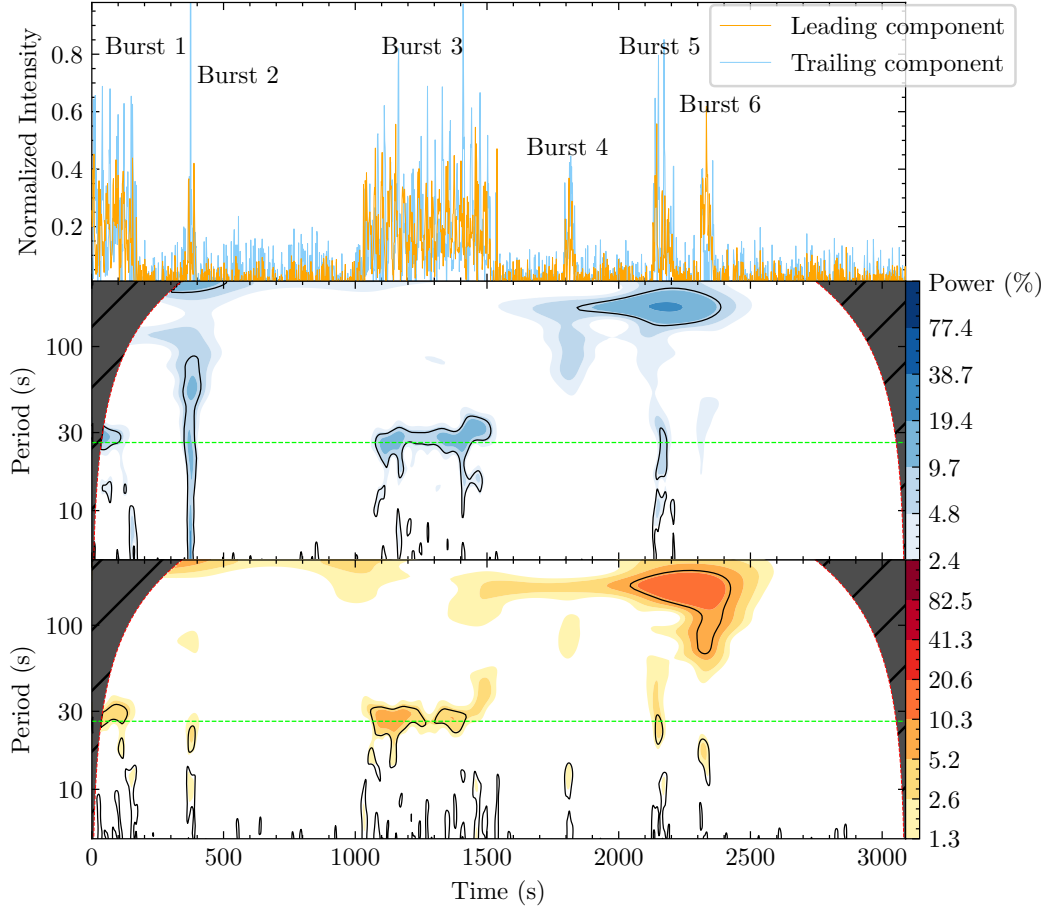 Leading component
Trailing component
Burst 1
Burst 2
Burst 3
Burst 4
Burst 5
Burst 6
Normalized Intensity
0.8
0.6
0.4
0.2
Power (%)
77.4
38.7
19.4
9.7
4.8
2.4
Period (s)
100
30
10
2.4
82.5
41.3
20.6
10.3
5.2
2.6
1.3
Period (s)
100
30
10
0 500 1000 1500 2000 2500 3000
Time (s)